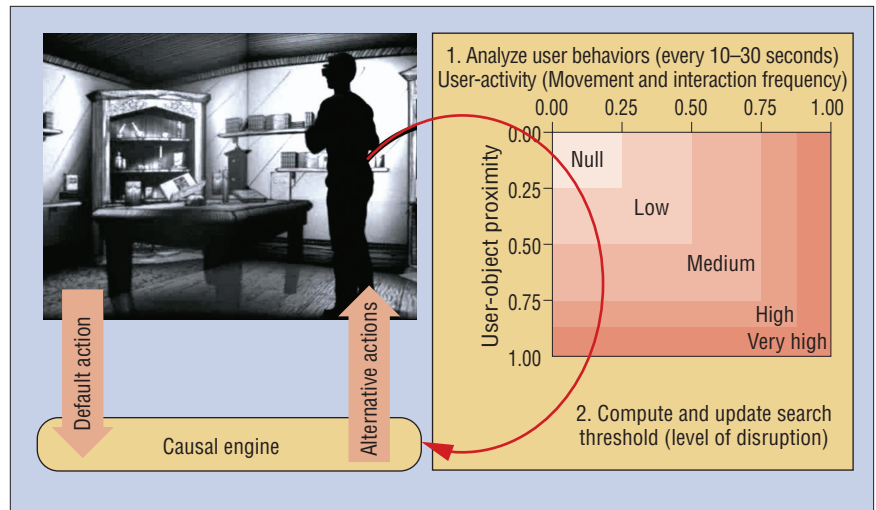 1. Analyze user behaviors (every 10–30 seconds)
User-activity (Movement and interaction frequency)
0.00 0.25 0.50 0.75 1.00
0.00
0.25
0.50
0.75
1.00
User-object proximity
Null
Low
Medium
High
Very high
2. Compute and update search
threshold (level of disruption)
Default action
Alternative actions
Causal engine